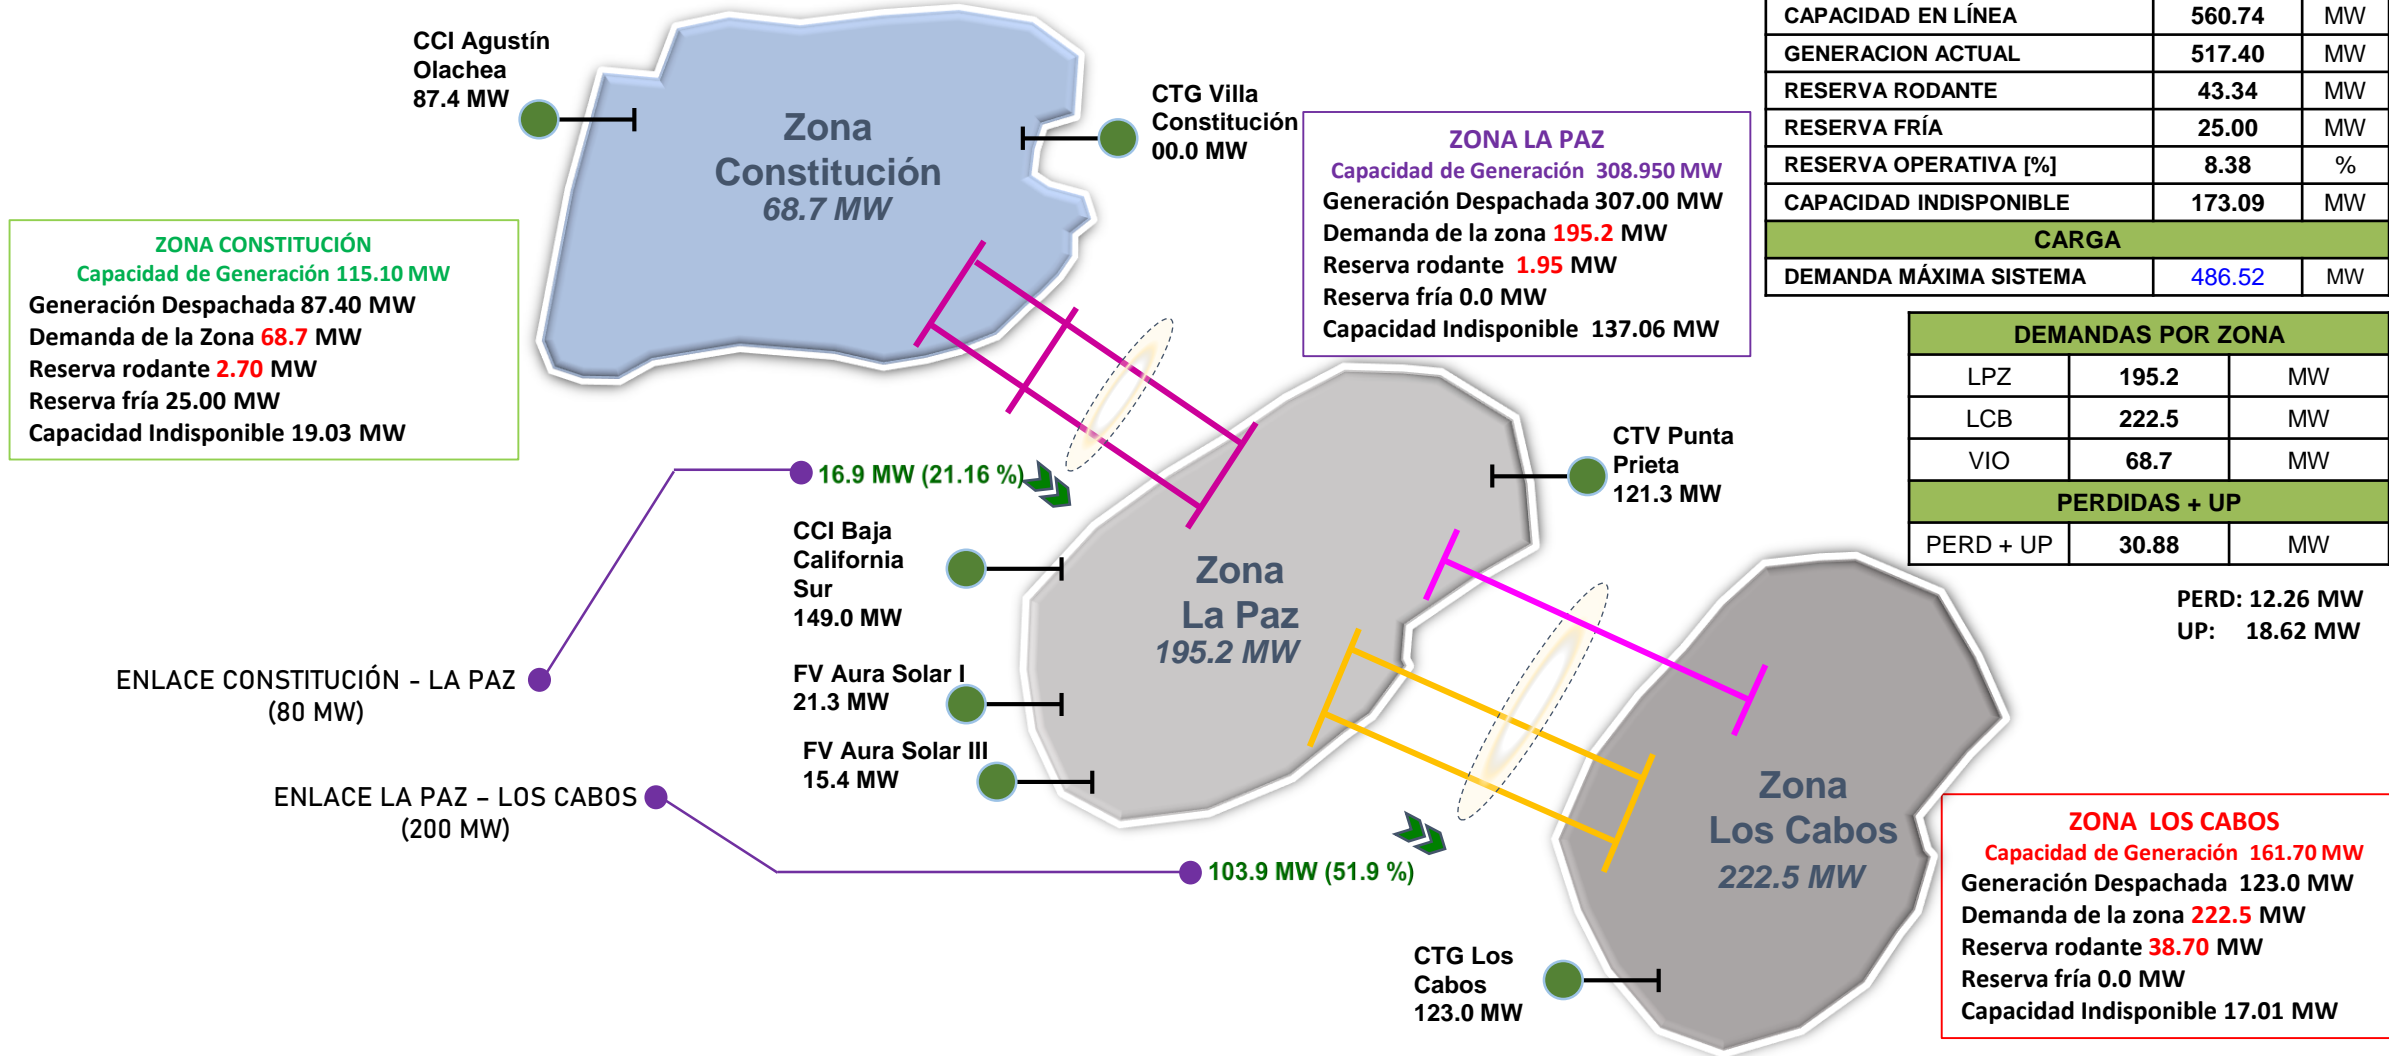 CCI Agustín
Olachea
87.4 MW
Zona
Constitución
68.7 MW
CTG Villa
Constitución
00.0 MW
ZONA CONSTITUCIÓN
Capacidad de Generación 115.10 MW
Generación Despachada 87.40 MW
Demanda de la Zona 68.7 MW
Reserva rodante 2.70 MW
Reserva fría 25.00 MW
Capacidad Indisponible 19.03 MW
ZONA LA PAZ
Capacidad de Generación 308.950 MW
Generación Despachada 307.00 MW
Demanda de la zona 195.2 MW
Reserva rodante 1.95 MW
Reserva fría 0.0 MW
Capacidad Indisponible 137.06 MW
CAPACIDAD EN LÍNEA 560.74 MW
GENERACION ACTUAL 517.40 MW
RESERVA RODANTE 43.34 MW
RESERVA FRÍA 25.00 MW
RESERVA OPERATIVA [%] 8.38 %
CAPACIDAD INDISPONIBLE 173.09 MW
CARGA
DEMANDA MÁXIMA SISTEMA 486.52 MW
DEMANDAS POR ZONA
LPZ 195.2 MW
LCB 222.5 MW
VIO 68.7 MW
PERDIDAS + UP
PERD + UP 30.88 MW
PERD: 12.26 MW
UP: 18.62 MW
16.9 MW (21.16 %)
CTV Punta
Prieta
121.3 MW
CCI Baja
California
Sur
149.0 MW
Zona
La Paz
195.2 MW
FV Aura Solar I
21.3 MW
FV Aura Solar III
15.4 MW
ENLACE CONSTITUCIÓN - LA PAZ
(80 MW)
ENLACE LA PAZ – LOS CABOS
(200 MW)
103.9 MW (51.9 %)
Zona
Los Cabos
222.5 MW
CTG Los
Cabos
123.0 MW
ZONA LOS CABOS
Capacidad de Generación 161.70 MW
Generación Despachada 123.0 MW
Demanda de la zona 222.5 MW
Reserva rodante 38.70 MW
Reserva fría 0.0 MW
Capacidad Indisponible 17.01 MW